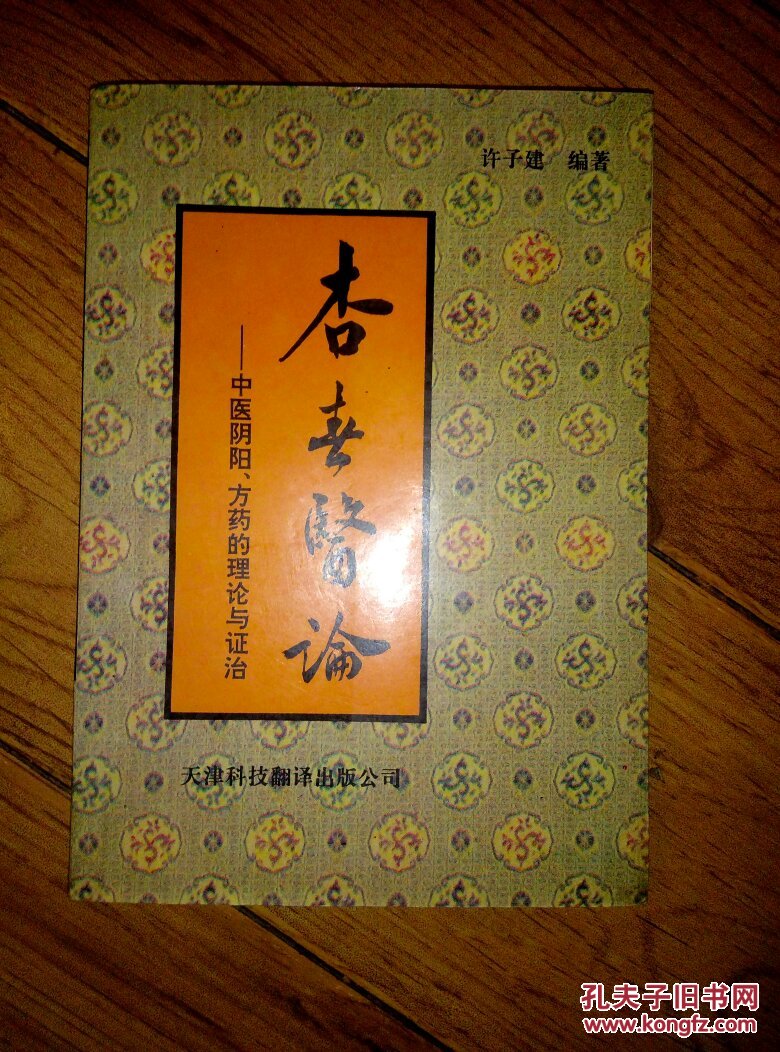 许子建 编著
杏春醫論
——中医阴阳、方药的理论与证治
天津科技翻译出版公司
孔夫子旧书网
www.kongfz.com